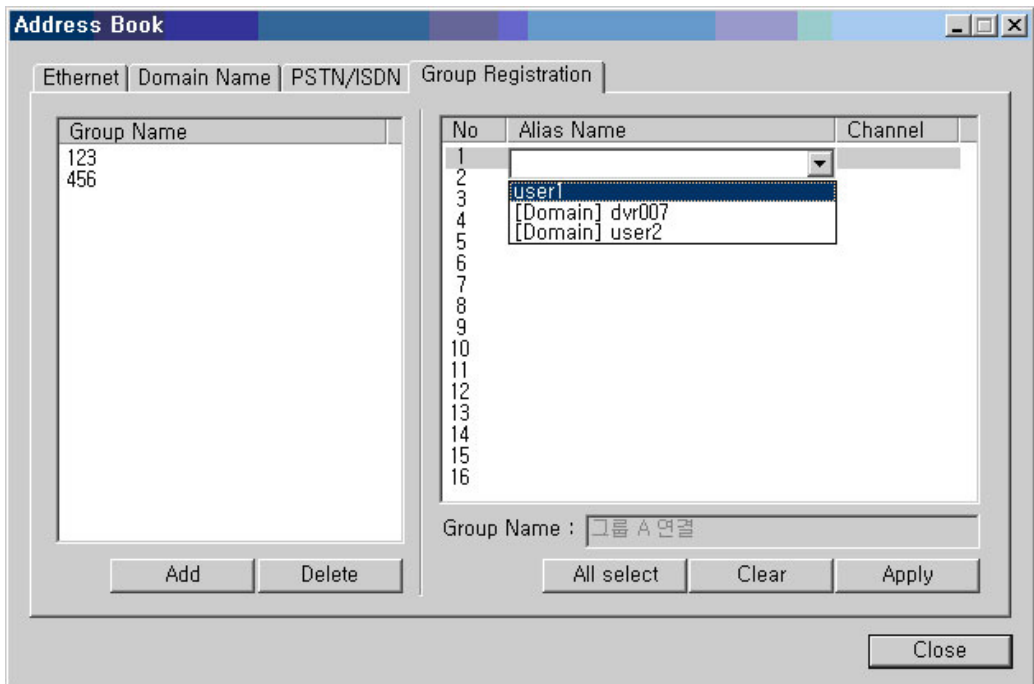 Address Book
Ethernet Domain Name PSTN/ISDN Group Registration
Group Name
123
456
Add Delete
No Alias Name Channel
1
2
3
4
5
6
7
8
9
10
11
12
13
14
15
16
user1
[Domain] dvr007
[Domain] user2
Group Name : 그룹 A 연결
All select Clear Apply
Close